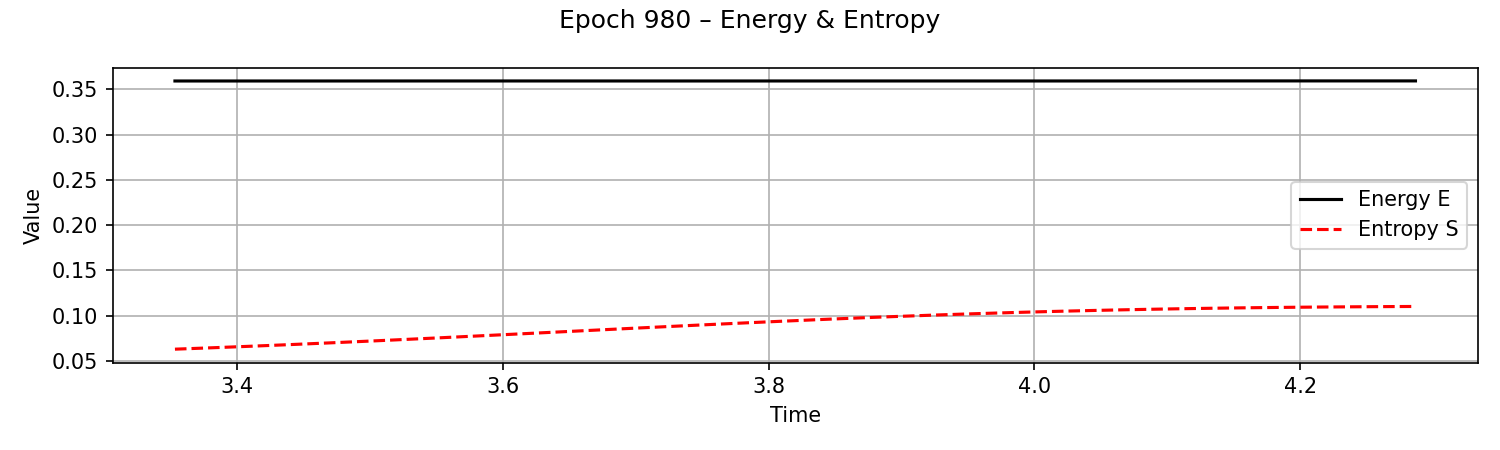 Epoch 980 – Energy & Entropy
0.35
0.30
0.25
0.20
0.15
0.10
0.05
Value
Energy E
Entropy S
3.4 3.6 3.8 4.0 4.2
Time